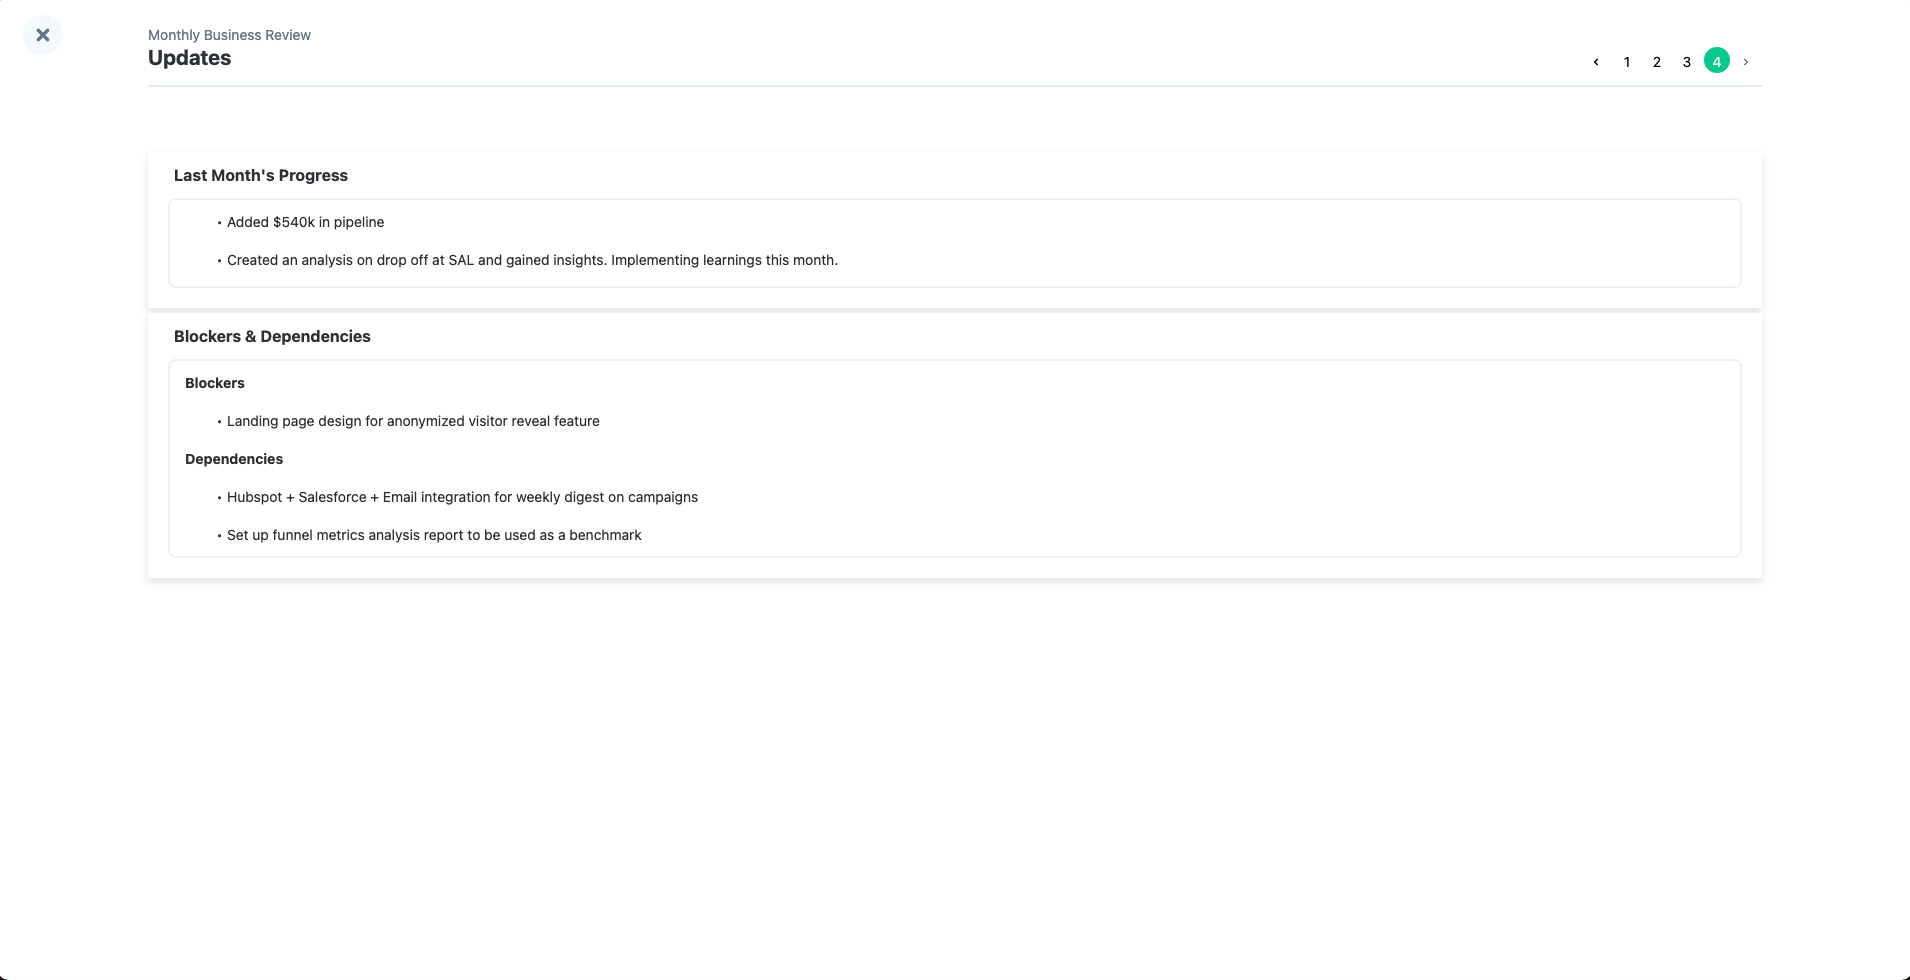 Monthly Business Review
Updates
‹ 1 2 3 4 ›
Last Month's Progress
• Added $540k in pipeline
• Created an analysis on drop off at SAL and gained insights. Implementing learnings this month.
Blockers & Dependencies
Blockers
• Landing page design for anonymized visitor reveal feature
Dependencies
• Hubspot + Salesforce + Email integration for weekly digest on campaigns
• Set up funnel metrics analysis report to be used as a benchmark